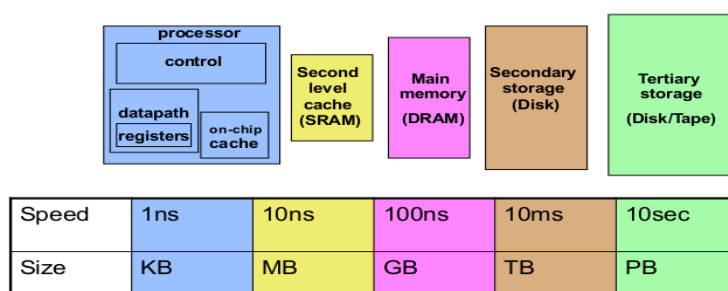 processor
control
datapath
registers
on-chip
cache
Second
level
cache
(SRAM)
Main
memory
(DRAM)
Secondary
storage
(Disk)
Tertiary
storage
(Disk/Tape)
Speed 1ns 10ns 100ns 10ms 10sec
Size KB MB GB TB PB